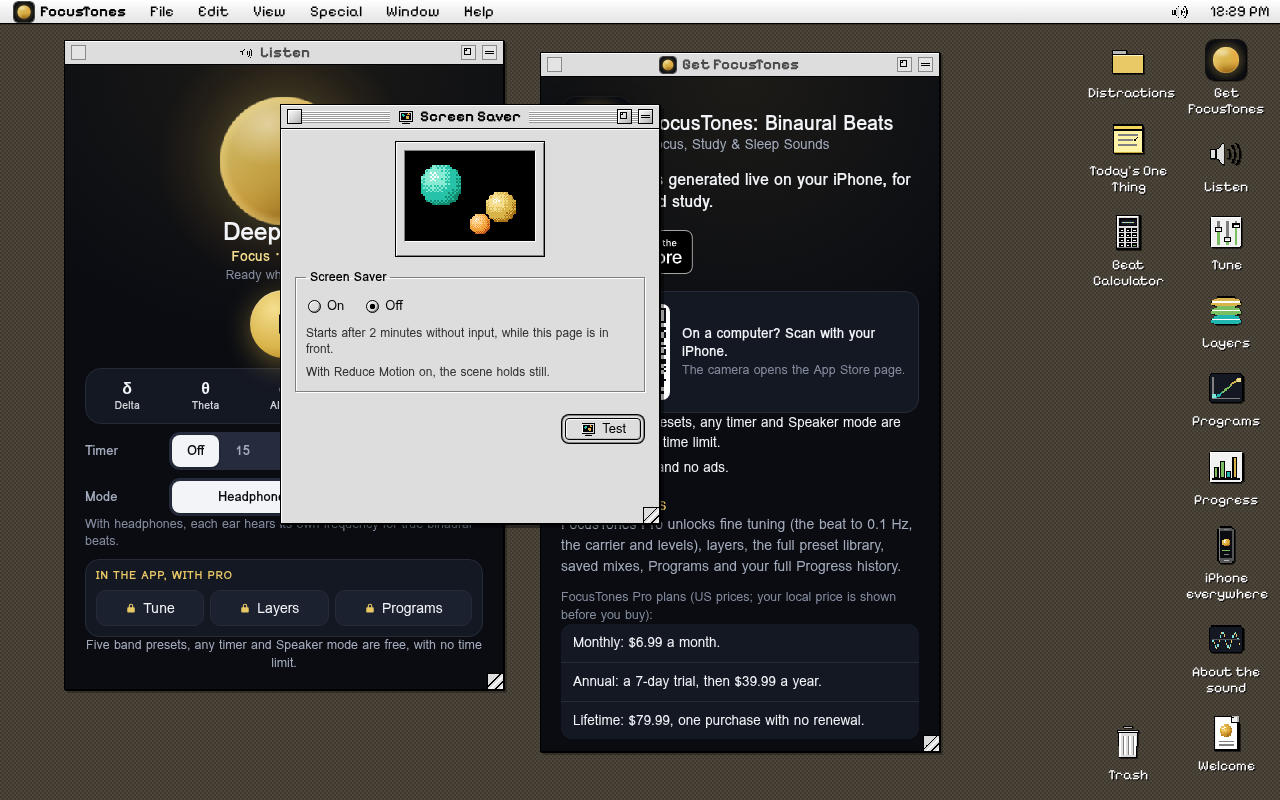 FocusTones File Edit View Special Window Help 12:29 PM
Listen
Deep
Focus ·
Ready wh
δ θ
Delta Theta Al
Timer Off 15
Mode Headphone
With headphones, each ear hears its own frequency for true binaural
beats.
IN THE APP, WITH PRO
Tune Layers Programs
Five band presets, any timer and Speaker mode are free, with no time
limit.
Screen Saver
Screen Saver
On Off
Starts after 2 minutes without input, while this page is in
front.
With Reduce Motion on, the scene holds still.
Test
Get FocusTones
ocusTones: Binaural Beats
ocus, Study & Sleep Sounds
s generated live on your iPhone, for
d study.
the
ore
On a computer? Scan with your
iPhone.
The camera opens the App Store page.
esets, any timer and Speaker mode are
time limit.
and no ads.
S
FocusTones Pro unlocks fine tuning (the beat to 0.1 Hz,
the carrier and levels), layers, the full preset library,
saved mixes, Programs and your full Progress history.
FocusTones Pro plans (US prices; your local price is shown
before you buy):
Monthly: $6.99 a month.
Annual: a 7-day trial, then $39.99 a year.
Lifetime: $79.99, one purchase with no renewal.
Distractions
Today's One
Thing
Beat
Calculator
Trash
Get
FocusTones
Listen
Tune
Layers
Programs
Progress
iPhone
everywhere
About the
sound
Welcome